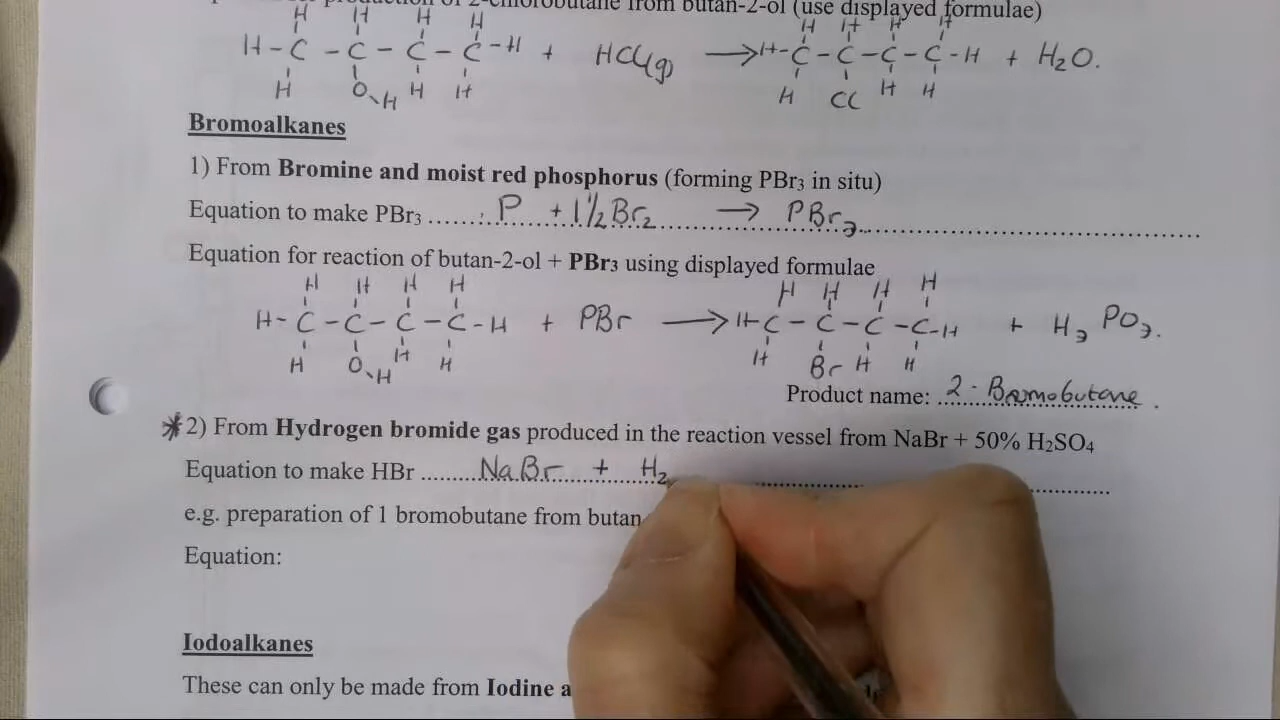 production of 2-chlorobutane from butan-2-ol (use displayed formulae)
H H H H H H H H
H-C-C-C-C-H + HCl(g) → H-C-C-C-C-H + H₂O.
H O-H H H H Cl H H
Bromoalkanes
1) From Bromine and moist red phosphorus (forming PBr₃ in situ)
Equation to make PBr₃ ...... P + 1½Br₂ → PBr₃ ......
Equation for reaction of butan-2-ol + PBr₃ using displayed formulae
H H H H H H H H
H-C-C-C-C-H + PBr → H-C-C-C-C-H + H₃PO₃.
H O-H H H H Br H H
Product name: 2-Bromobutane.
*2) From Hydrogen bromide gas produced in the reaction vessel from NaBr + 50% H₂SO₄
Equation to make HBr ...... NaBr + H₂
e.g. preparation of 1 bromobutane from butan
Equation:
Iodoalkanes
These can only be made from Iodine a